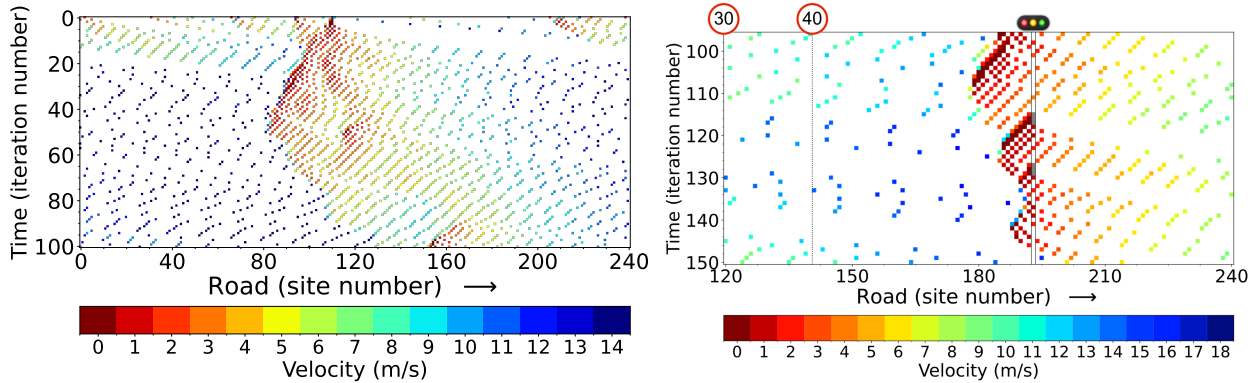 0
20
40
60
80
100
Time (iteration number)
0 40 80 120 160 200 240
Road (site number) →
0 1 2 3 4 5 6 7 8 9 10 11 12 13 14
Velocity (m/s)
30 40
100
110
120
130
140
150
Time (iteration number)
120 150 180 210 240
Road (site number) →
0 1 2 3 4 5 6 7 8 9 10 11 12 13 14 15 16 17 18
Velocity (m/s)